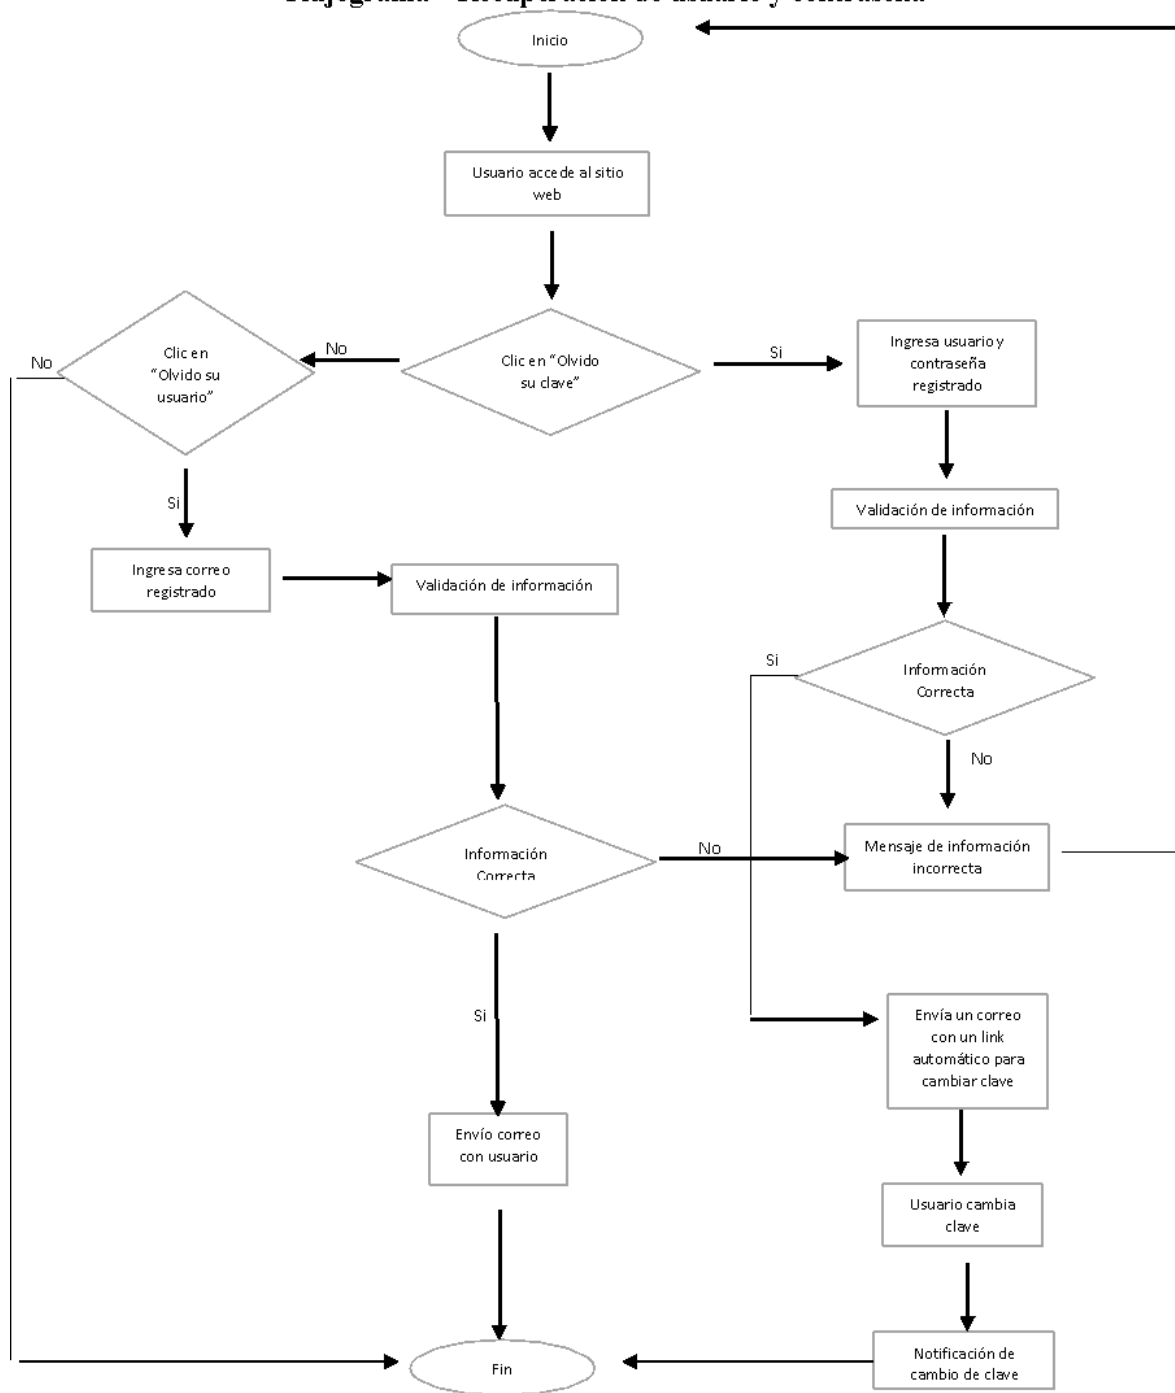 Inicio
Usuario accede al sitio
web
No
Clic en
"Olvido su
usuario"
No
Clic en "Olvido
su clave"
Si
Ingresa usuario y
contraseña
registrado
Si
Validación de información
Ingresa correo
registrado
Validación de información
Si
Información
Correcta
No
Información
Correcta
No
Mensaje de información
incorrecta
Si
Envía un correo
con un link
automático para
cambiar clave
Envío correo
con usuario
Usuario cambia
clave
Fin
Notificación de
cambio de clave